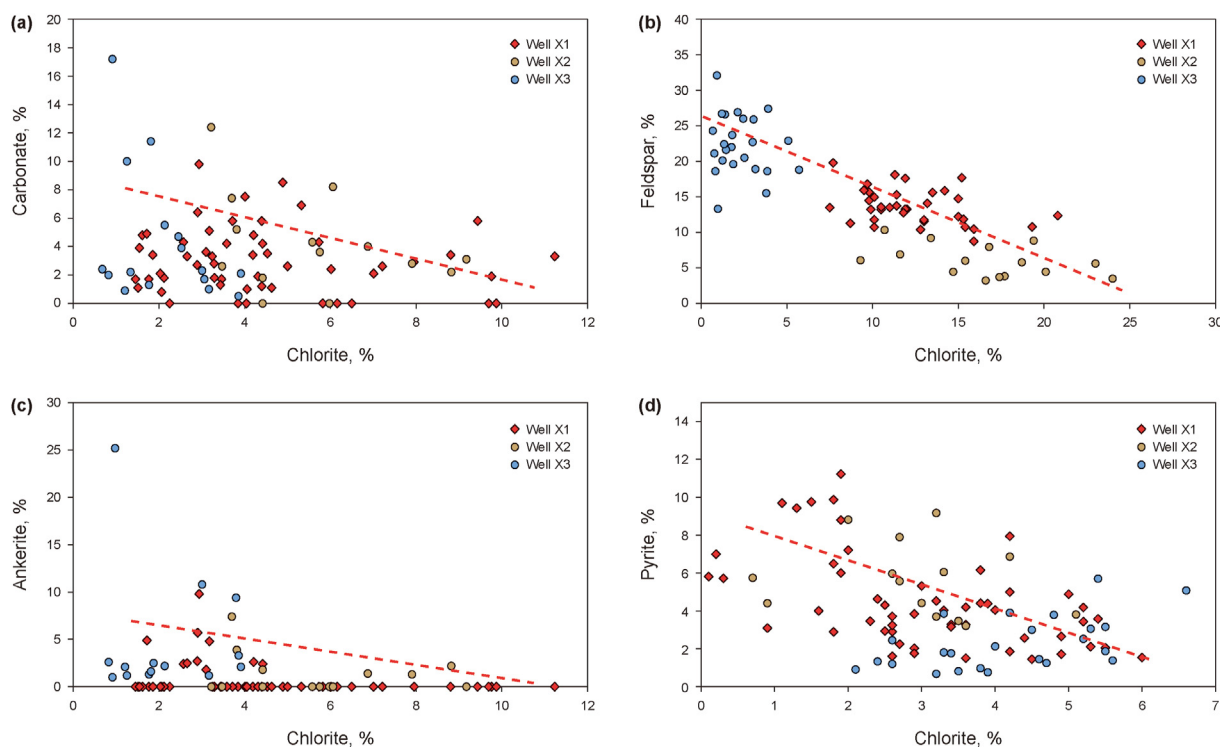 (a)
20
18
16
14
12
10
8
6
4
2
0
Carbonate, %
Well X1
Well X2
Well X3
0 2 4 6 8 10 12
Chlorite, %
(b)
40
35
30
25
20
15
10
5
0
Feldspar, %
Well X1
Well X2
Well X3
0 5 10 15 20 25 30
Chlorite, %
(c)
30
25
20
15
10
5
0
Ankerite, %
Well X1
Well X2
Well X3
0 2 4 6 8 10 12
Chlorite, %
(d)
14
12
10
8
6
4
2
0
Pyrite, %
Well X1
Well X2
Well X3
0 1 2 3 4 5 6 7
Chlorite, %